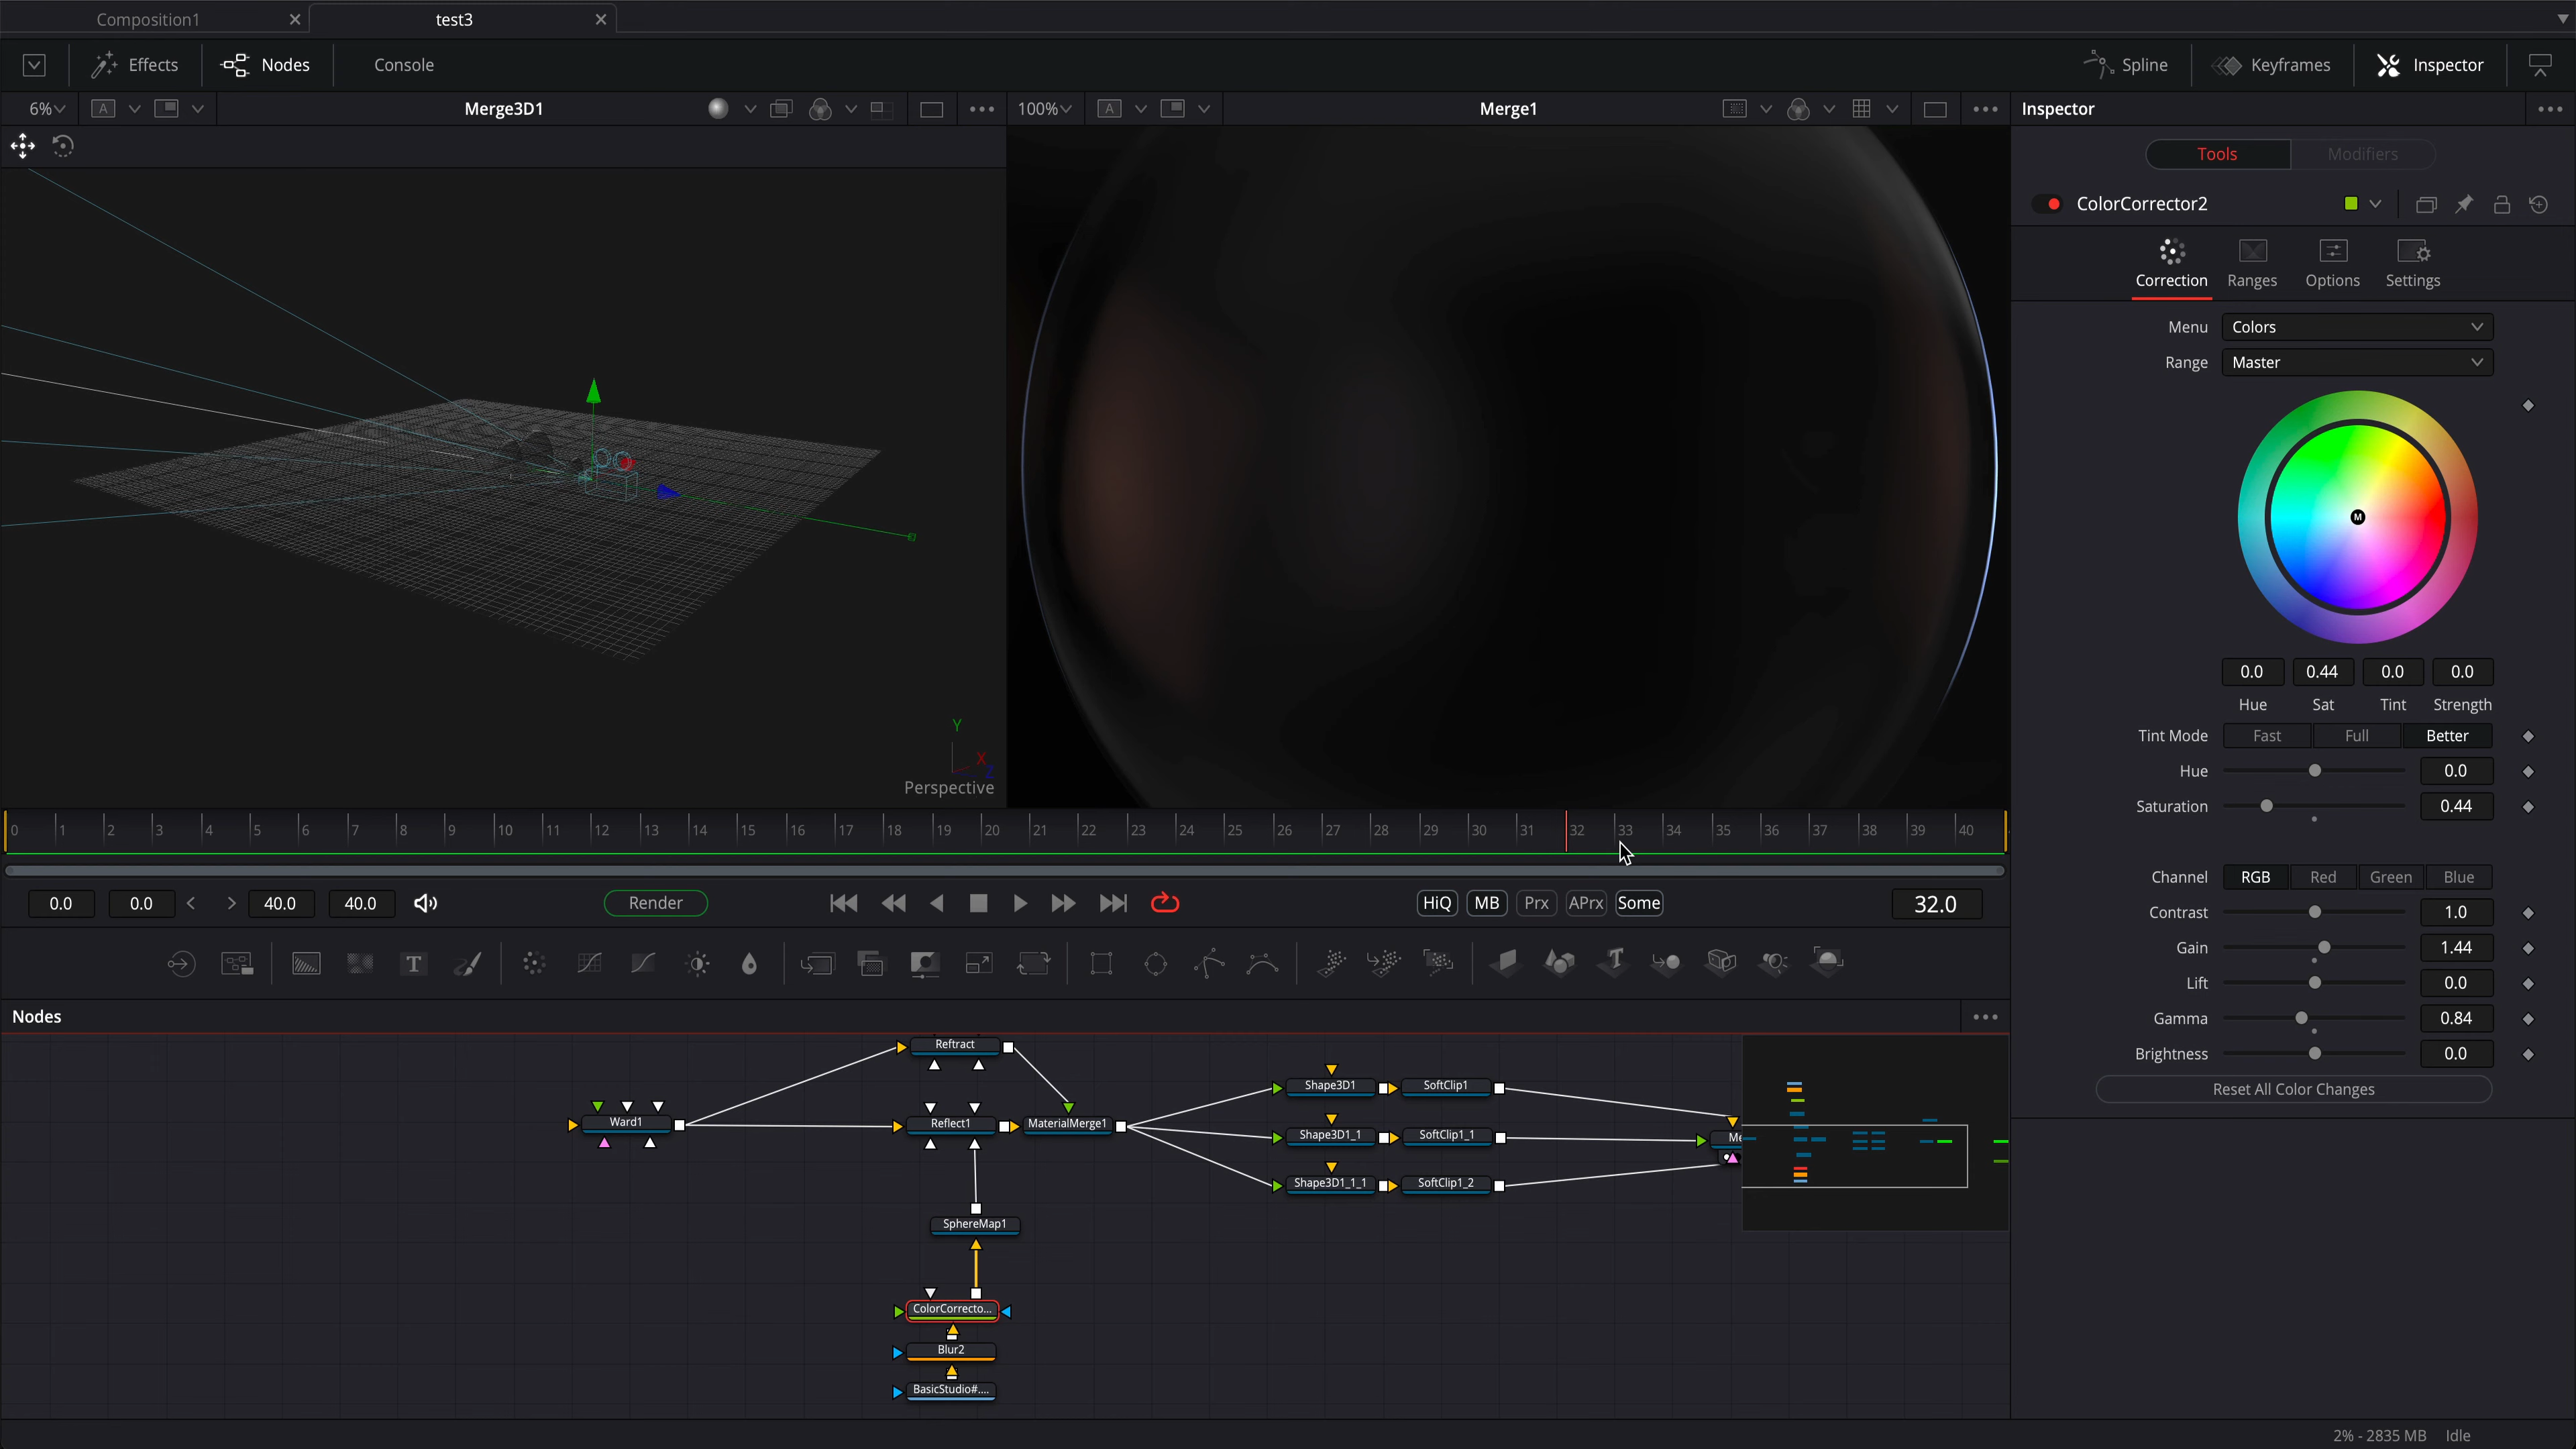 Composition1
test3
Effects
Nodes
Console
Spline
Keyframes
Inspector
6%
A
Merge3D1
100%
A
Merge1
Inspector
Tools
Modifiers
ColorCorrector2
Correction
Ranges
Options
Settings
Menu
Colors
Range
Master
M
0.0
0.44
0.0
0.0
Hue
Sat
Tint
Strength
Tint Mode
Fast
Full
Better
Hue
0.0
Saturation
0.44
Channel
RGB
Red
Green
Blue
Contrast
1.0
Gain
1.44
Lift
0.0
Gamma
0.84
Brightness
0.0
Reset All Color Changes
Y
X
Z
Perspective
0 1 2 3 4 5 6 7 8 9 10 11 12 13 14 15 16 17 18 19 20 21 22 23 24 25 26 27 28 29 30 31 32 33 34 35 36 37 38 39 40
0.0
0.0
40.0
40.0
Render
HiQ
MB
Prx
APrx
Some
32.0
T
Nodes
Reftract
Ward1
Reflect1
MaterialMerge1
Shape3D1
SoftClip1
Shape3D1_1
SoftClip1_1
Me
Shape3D1_1_1
SoftClip1_2
SphereMap1
ColorCorrecto...
Blur2
BasicStudio#....
2% - 2835 MB
Idle